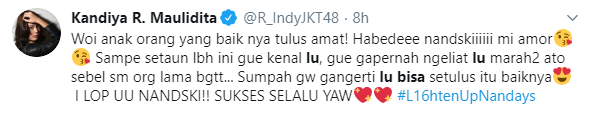 Kandiya R. Maulidita @R_IndyJKT48 · 8h
Woi anak orang yang baik nya tulus amat! Habedeee nandskiiiiii mi amor😘
😘 Sampe setaun lbh ini gue kenal lu, gue gapernah ngeliat lu marah2 ato
sebel sm org lama bgtt... Sumpah gw gangerti lu bisa setulus itu baiknya😍
I LOP UU NANDSKI!! SUKSES SELALU YAW💖💖 #L16htenUpNandays